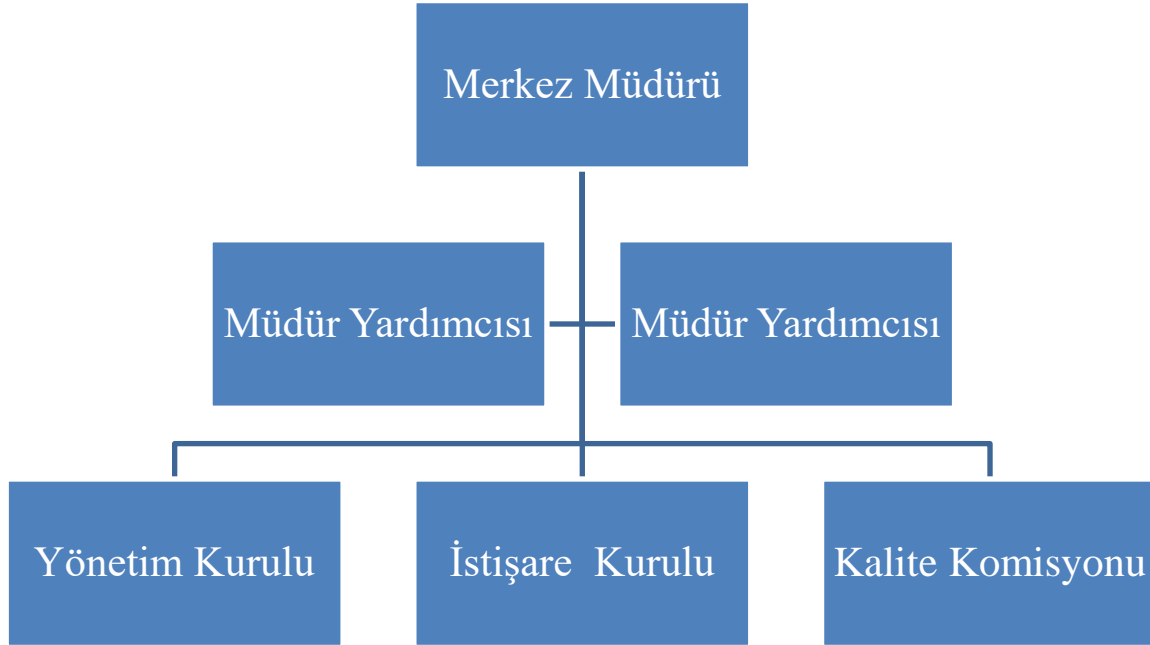 Merkez Müdürü
Müdür Yardımcısı
Müdür Yardımcısı
Yönetim Kurulu
İstişare Kurulu
Kalite Komisyonu